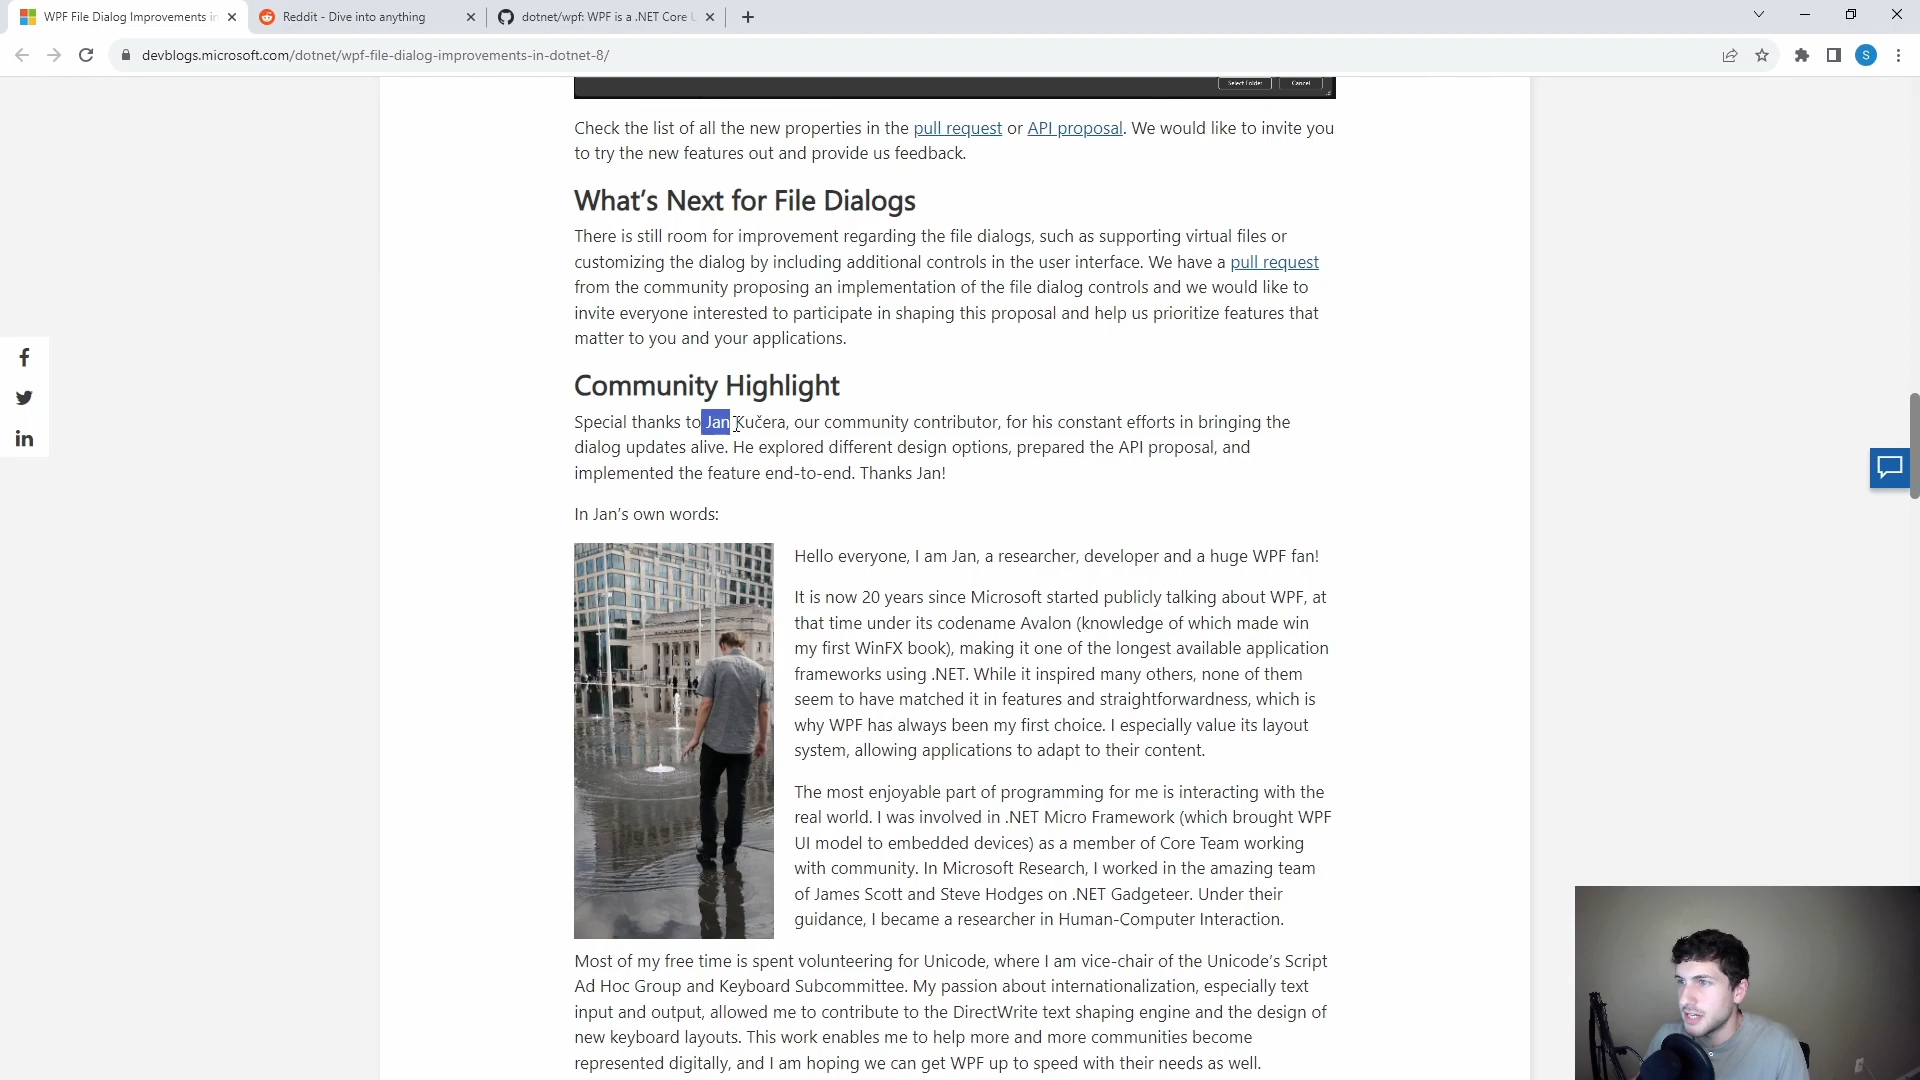 WPF File Dialog Improvements in
Reddit - Dive into anything
dotnet/wpf: WPF is a .NET Core U
devblogs.microsoft.com/dotnet/wpf-file-dialog-improvements-in-dotnet-8/
S
Select Folder
Cancel
Check the list of all the new properties in the pull request or API proposal. We would like to invite you
to try the new features out and provide us feedback.
What's Next for File Dialogs
There is still room for improvement regarding the file dialogs, such as supporting virtual files or
customizing the dialog by including additional controls in the user interface. We have a pull request
from the community proposing an implementation of the file dialog controls and we would like to
invite everyone interested to participate in shaping this proposal and help us prioritize features that
matter to you and your applications.
Community Highlight
Special thanks to Jan Kučera, our community contributor, for his constant efforts in bringing the
dialog updates alive. He explored different design options, prepared the API proposal, and
implemented the feature end-to-end. Thanks Jan!
In Jan's own words:
Hello everyone, I am Jan, a researcher, developer and a huge WPF fan!
It is now 20 years since Microsoft started publicly talking about WPF, at
that time under its codename Avalon (knowledge of which made win
my first WinFX book), making it one of the longest available application
frameworks using .NET. While it inspired many others, none of them
seem to have matched it in features and straightforwardness, which is
why WPF has always been my first choice. I especially value its layout
system, allowing applications to adapt to their content.
The most enjoyable part of programming for me is interacting with the
real world. I was involved in .NET Micro Framework (which brought WPF
UI model to embedded devices) as a member of Core Team working
with community. In Microsoft Research, I worked in the amazing team
of James Scott and Steve Hodges on .NET Gadgeteer. Under their
guidance, I became a researcher in Human-Computer Interaction.
Most of my free time is spent volunteering for Unicode, where I am vice-chair of the Unicode's Script
Ad Hoc Group and Keyboard Subcommittee. My passion about internationalization, especially text
input and output, allowed me to contribute to the DirectWrite text shaping engine and the design of
new keyboard layouts. This work enables me to help more and more communities become
represented digitally, and I am hoping we can get WPF up to speed with their needs as well.